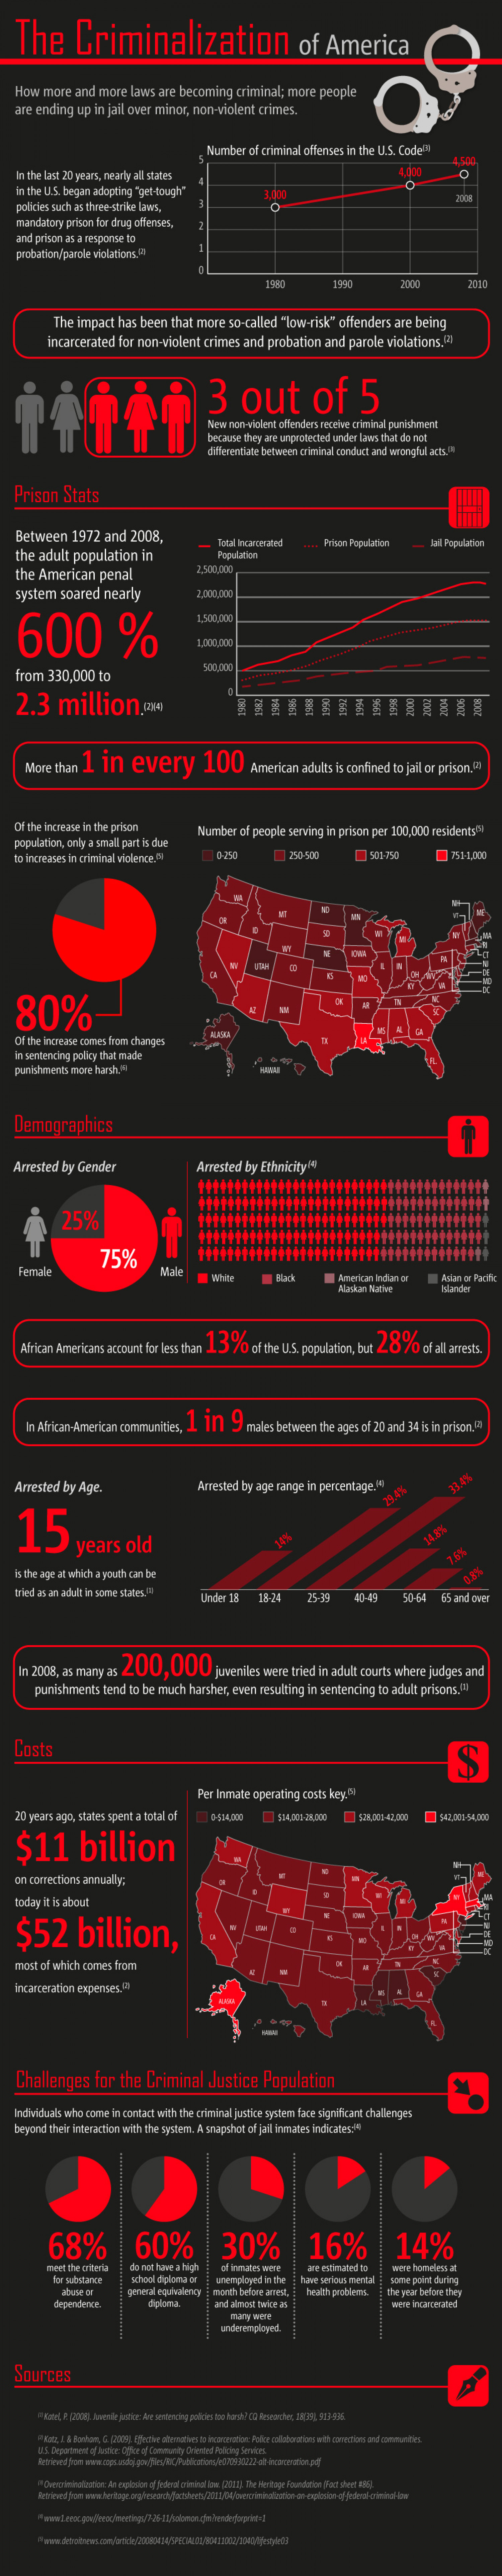 The Criminalization of America
How more and more laws are becoming criminal; more people
are ending up in jail over minor, non-violent crimes.
In the last 20 years, nearly all states
in the U.S. began adopting “get-tough”
policies such as three-strike laws,
mandatory prison for drug offenses,
and prison as a response to
probation/parole violations.(2)
Number of criminal offenses in the U.S. Code(3)
5
4
3
2
1
0
3,000
4,000
4,500
2008
1980 1990 2000 2010
The impact has been that more so-called “low-risk” offenders are being
incarcerated for non-violent crimes and probation and parole violations.(2)
3 out of 5
New non-violent offenders receive criminal punishment
because they are unprotected under laws that do not
differentiate between criminal conduct and wrongful acts.(3)
Prison Stats
Between 1972 and 2008,
the adult population in
the American penal
system soared nearly
600 %
from 330,000 to
2.3 million.(2)(4)
Total Incarcerated
Population
Prison Population
Jail Population
2,500,000
2,000,000
1,500,000
1,000,000
500,000
0
1980 1982 1984 1986 1988 1990 1992 1994 1996 1998 2000 2002 2004 2006 2008
More than 1 in every 100 American adults is confined to jail or prison.(2)
Of the increase in the prison
population, only a small part is due
to increases in criminal violence.(5)
80%
Of the increase comes from changes
in sentencing policy that made
punishments more harsh.(6)
Number of people serving in prison per 100,000 residents(5)
0-250 250-500 501-750 751-1,000
WA
OR
ID
MT
ND
MN
SD
WI
MI
WY
NE
IOWA
NV
UTAH
CO
CA
KS
MO
IL
IN
OH
WV
KY
VA
PA
NY
NH
VT
ME
MA
RI
CT
NJ
DE
MD
DC
AZ
NM
OK
AR
TN
NC
SC
MS
AL
GA
TX
LA
FL
ALASKA
HAWAII
Demographics
Arrested by Gender
25%
75%
Female
Male
Arrested by Ethnicity(4)
White
Black
American Indian or
Alaskan Native
Asian or Pacific
Islander
African Americans account for less than 13% of the U.S. population, but 28% of all arrests.
In African-American communities, 1 in 9 males between the ages of 20 and 34 is in prison.(2)
Arrested by Age.
15 years old
is the age at which a youth can be
tried as an adult in some states.(1)
Arrested by age range in percentage.(4)
14%
29.4%
33.4%
14.8%
7.6%
0.8%
Under 18 18-24 25-39 40-49 50-64 65 and over
In 2008, as many as 200,000 juveniles were tried in adult courts where judges and
punishments tend to be much harsher, even resulting in sentencing to adult prisons.(1)
Costs
$
20 years ago, states spent a total of
$11 billion
on corrections annually;
today it is about
$52 billion,
most of which comes from
incarceration expenses.(2)
Per Inmate operating costs key.(5)
0-$14,000 $14,001-28,000 $28,001-42,000 $42,001-54,000
WA
OR
ID
MT
ND
MN
SD
WI
MI
WY
NE
IOWA
NV
UTAH
CO
CA
KS
MO
IL
IN
OH
WV
KY
VA
PA
NY
NH
VT
ME
MA
RI
CT
NJ
DE
MD
DC
AZ
NM
OK
AR
TN
NC
SC
MS
AL
GA
TX
LA
FL
ALASKA
HAWAII
Challenges for the Criminal Justice Population
Individuals who come in contact with the criminal justice system face significant challenges
beyond their interaction with the system. A snapshot of jail inmates indicates:(4)
68%
meet the criteria
for substance
abuse or
dependence.
60%
do not have a high
school diploma or
general equivalency
diploma.
30%
of inmates were
unemployed in the
month before arrest,
and almost twice as
many were
underemployed.
16%
are estimated to
have serious mental
health problems.
14%
were homeless at
some point during
the year before they
were incarcerated
Sources
(1) Katel, P. (2008). Juvenile justice: Are sentencing policies too harsh? CQ Researcher, 18(39), 913-936.
(2) Katz, J. & Bonham, G. (2009). Effective alternatives to incarceration: Police collaborations with corrections and communities.
U.S. Department of Justice: Office of Community Oriented Policing Services.
Retrieved from www.cops.usdoj.gov/files/RIC/Publications/e070930222-alt-incarceration.pdf
(3) Overcriminalization: An explosion of federal criminal law. (2011). The Heritage Foundation (Fact sheet #86).
Retrieved from www.heritage.org/research/factsheets/2011/04/overcriminalization-an-explosion-of-federal-criminal-law
(4) www1.eeoc.gov//eeoc/meetings/7-26-11/solomon.cfm?renderforprint=1
(5) www.detroitnews.com/article/20080414/SPECIAL01/80411002/1040/lifestyle03